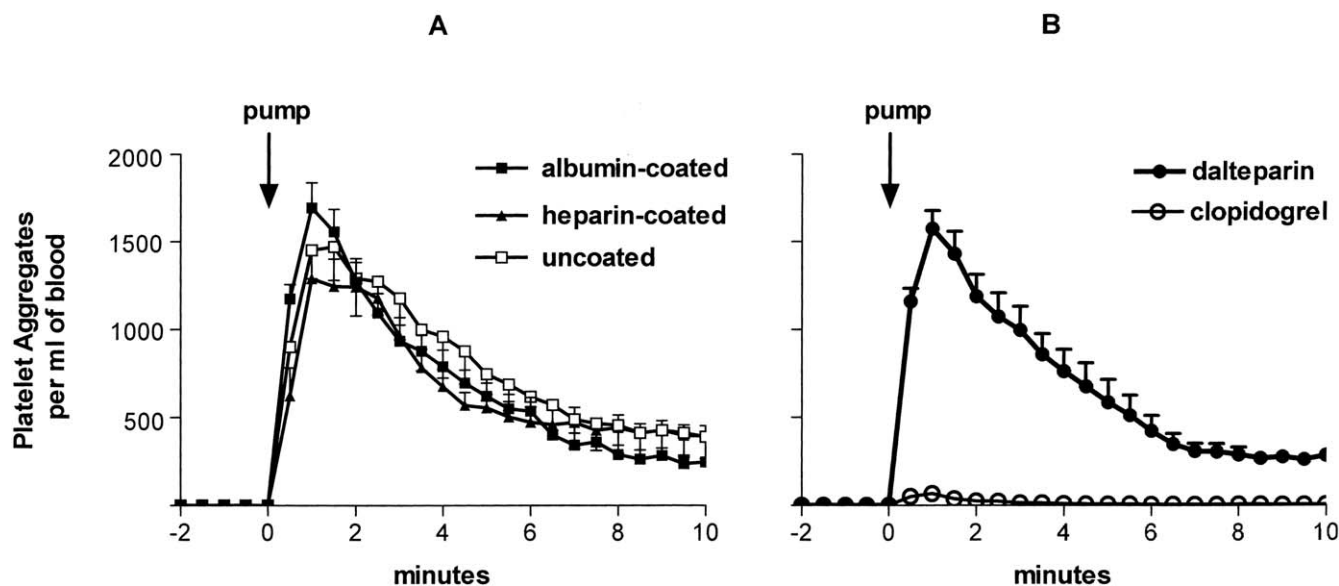 A
pump
albumin-coated
heparin-coated
uncoated
Platelet Aggregates
per ml of blood
2000
1500
1000
500
-2 0 2 4 6 8 10
minutes
B
pump
dalteparin
clopidogrel
-2 0 2 4 6 8 10
minutes